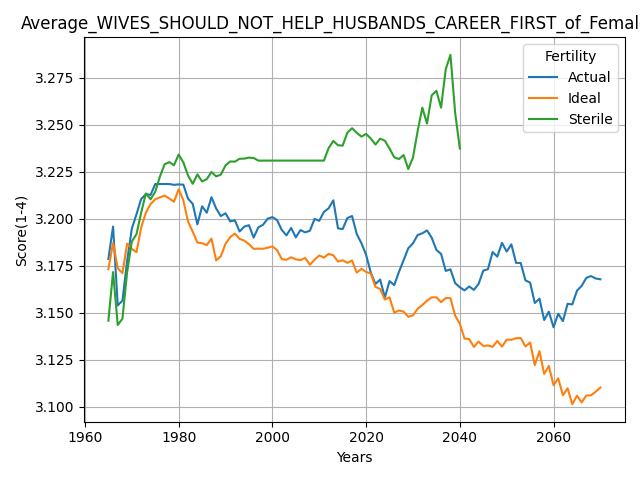 Average_WIVES_SHOULD_NOT_HELP_HUSBANDS_CAREER_FIRST_of_Femal
Fertility
Actual
Ideal
Sterile
Score(1-4)
3.275
3.250
3.225
3.200
3.175
3.150
3.125
3.100
1960
1980
2000
2020
2040
2060
Years